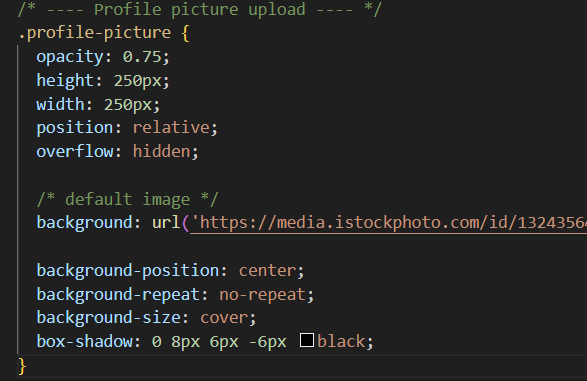 /* ---- Profile picture upload ---- */
.profile-picture {
opacity: 0.75;
height: 250px;
width: 250px;
position: relative;
overflow: hidden;
/* default image */
background: url('https://media.istockphoto.com/id/1324356
background-position: center;
background-repeat: no-repeat;
background-size: cover;
box-shadow: 0 8px 6px -6px black;
}